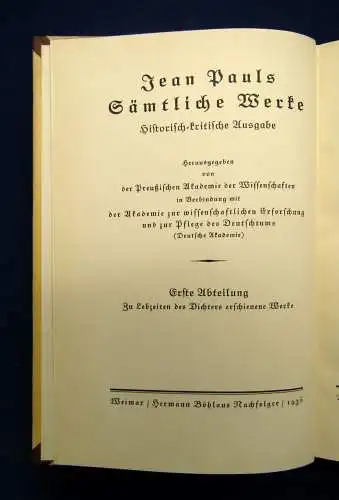 Jean Pauls
Sämtliche Werke
Historisch-kritische Ausgabe
Herausgegeben
von
der Preußischen Akademie der Wissenschaften
in Verbindung mit
der Akademie zur wissenschaftlichen Erforschung
und zur Pflege des Deutschtums
(Deutsche Akademie)
Erste Abteilung
Zu Lebzeiten des Dichters erschienene Werke
Weimar / Hermann Böhlaus Nachfolger /